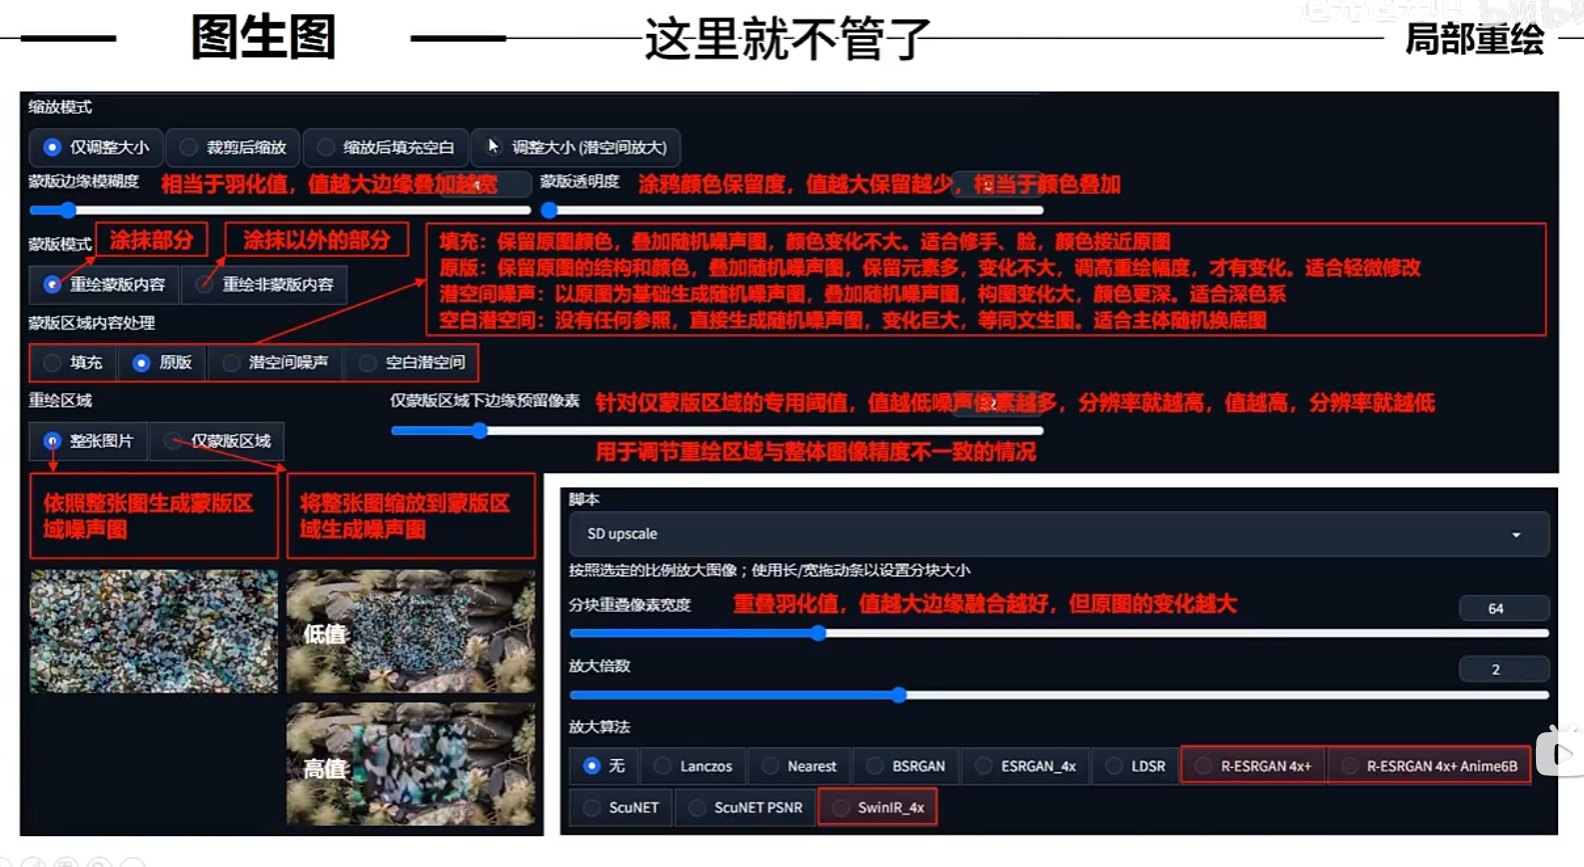 图生图
这里就不管了
局部重绘
缩放模式
仅调整大小 裁剪后缩放 缩放后填充空白 调整大小 (潜空间放大)
蒙版边缘模糊度 相当于羽化值，值越大边缘叠加越宽 蒙版透明度 涂鸦颜色保留度，值越大保留越少，相当于颜色叠加
蒙版模式 涂抹部分 涂抹以外的部分
重绘蒙版内容 重绘非蒙版内容
填充：保留原图颜色，叠加随机噪声图，颜色变化不大。适合修手、脸，颜色接近原图
原版：保留原图的结构和颜色，叠加随机噪声图，保留元素多，变化不大，调高重绘幅度，才有变化。适合轻微修改
潜空间噪声：以原图为基础生成随机噪声图，叠加随机噪声图，构图变化大，颜色更深。适合深色系
空白潜空间：没有任何参照，直接生成随机噪声图，变化巨大，等同文生图。适合主体随机换底图
蒙版区域内容处理
填充 原版 潜空间噪声 空白潜空间
重绘区域 仅蒙版区域下边缘预留像素 针对仅蒙版区域的专用阈值，值越低噪声像素越多，分辨率就越高，值越高，分辨率就越低
整张图片 仅蒙版区域
用于调节重绘区域与整体图像精度不一致的情况
依照整张图生成蒙版区
域噪声图
将整张图缩放到蒙版区
域生成噪声图
低值
高值
脚本
SD upscale
按照选定的比例放大图像；使用长/宽拖动条以设置分块大小
分块重叠像素宽度 重叠羽化值，值越大边缘融合越好，但原图的变化越大 64
放大倍数 2
放大算法
无 Lanczos Nearest BSRGAN ESRGAN_4x LDSR R-ESRGAN 4x+ R-ESRGAN 4x+ Anime6B
ScuNET ScuNET PSNR SwinIR_4x